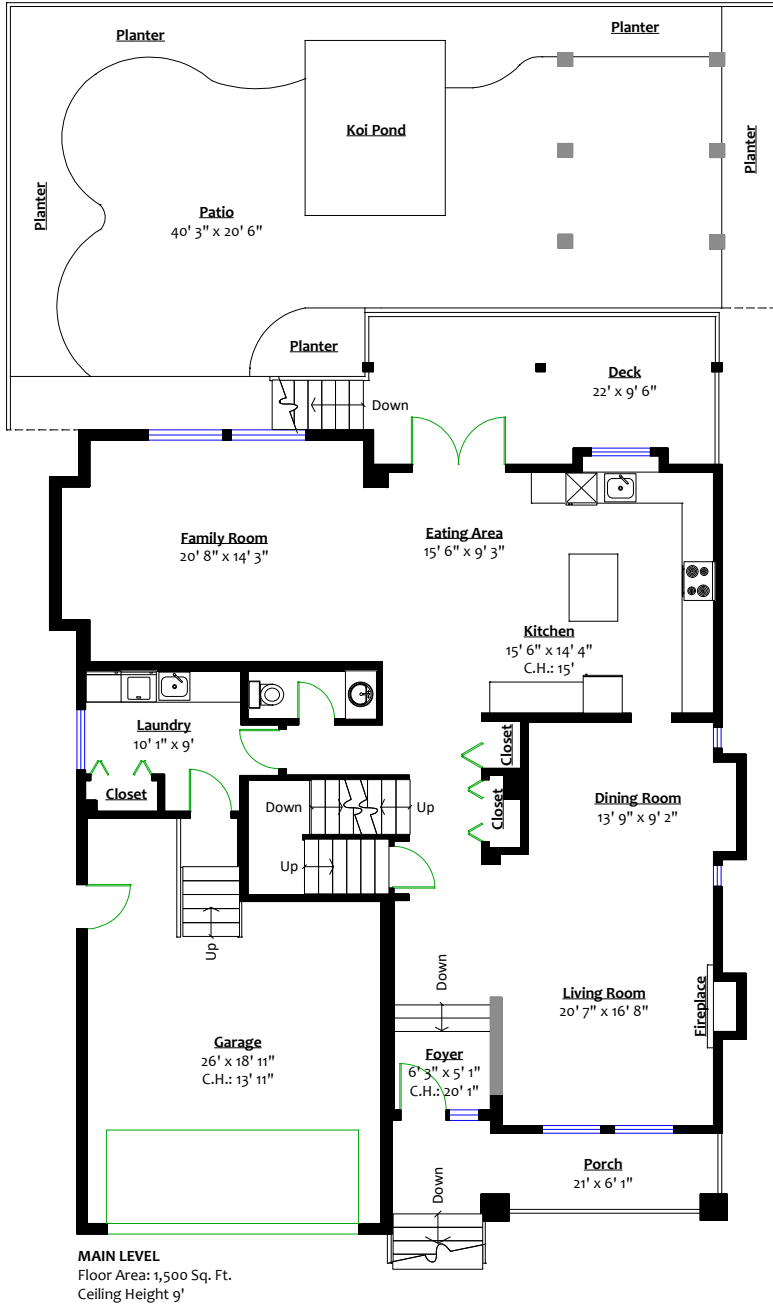 Planter
Planter
Koi Pond
Planter
Planter
Patio
40' 3" x 20' 6"
Planter
Deck
22' x 9' 6"
Down
Family Room
20' 8" x 14' 3"
Eating Area
15' 6" x 9' 3"
Kitchen
15' 6" x 14' 4"
C.H.: 15'
Laundry
10' 1" x 9'
Closet
Closet
Closet
Down
Up
Up
Dining Room
13' 9" x 9' 2"
Up
Down
Living Room
20' 7" x 16' 8"
Fireplace
Garage
26' x 18' 11"
C.H.: 13' 11"
Foyer
6' 3" x 5' 1"
C.H.: 20' 1"
Porch
21' x 6' 1"
Down
MAIN LEVEL
Floor Area: 1,500 Sq. Ft.
Ceiling Height 9'